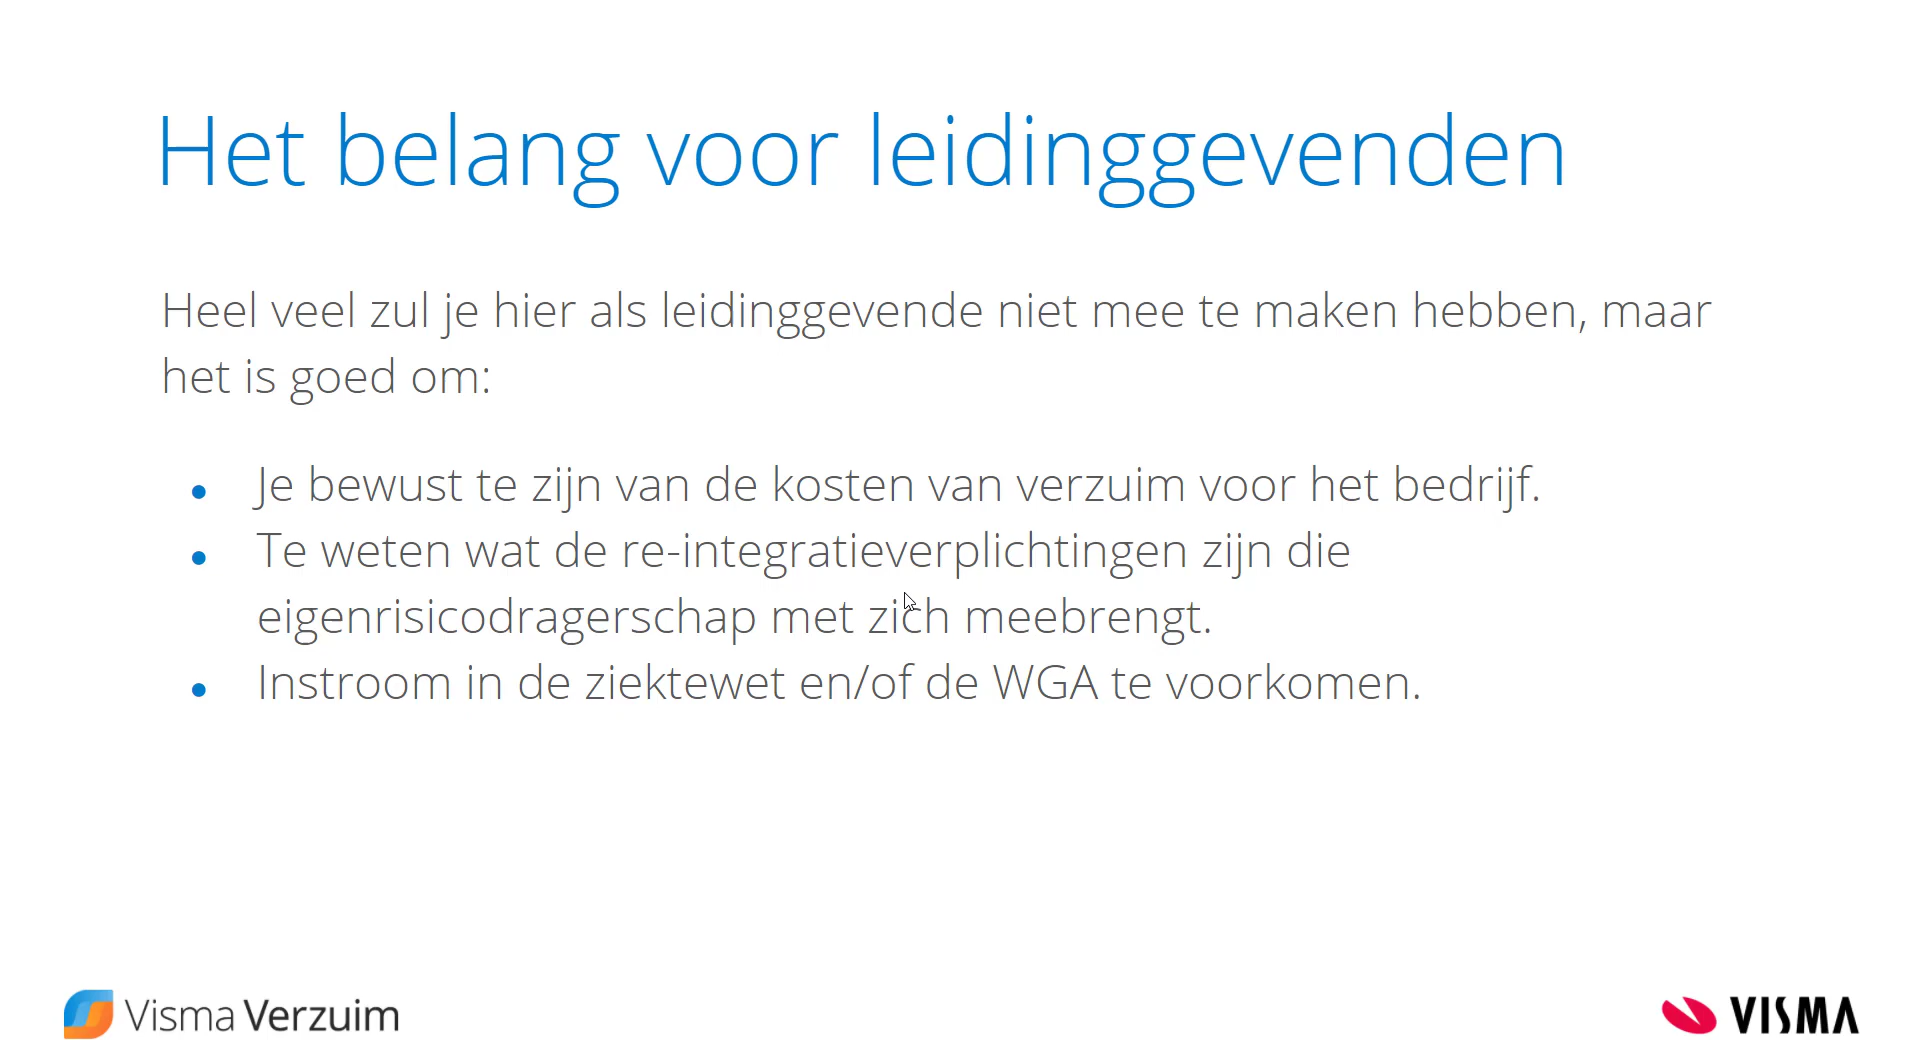 Het belang voor leidinggevenden
Heel veel zul je hier als leidinggevende niet mee te maken hebben, maar
het is goed om:
• Je bewust te zijn van de kosten van verzuim voor het bedrijf.
• Te weten wat de re-integratieverplichtingen zijn die
eigenrisicodragerschap met zich meebrengt.
• Instroom in de ziektewet en/of de WGA te voorkomen.
Visma Verzuim
VISMA